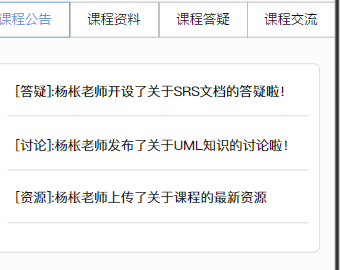 课程公告 课程资料 课程答疑 课程交流
[答疑]:杨枨老师开设了关于SRS文档的答疑啦!
[讨论]:杨枨老师发布了关于UML知识的讨论啦!
[资源]:杨枨老师上传了关于课程的最新资源